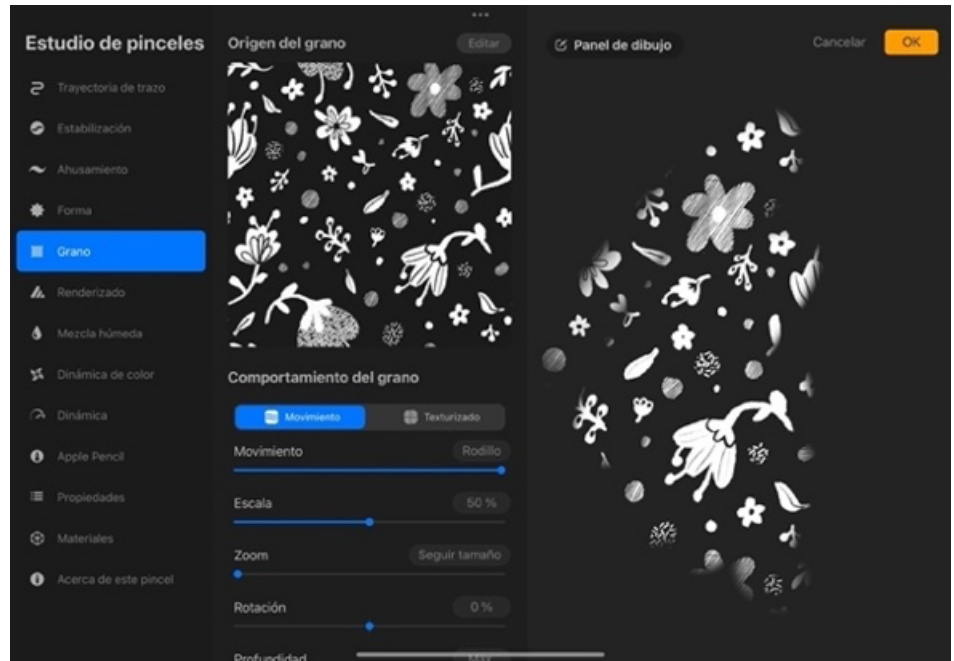 Estudio de pinceles
Trayectoria de trazo
Estabilización
Ahusamiento
Forma
Grano
Renderizado
Mezcla húmeda
Dinámica de color
Dinámica
Apple Pencil
Propiedades
Materiales
Acerca de este pincel
Origen del grano
Editar
Comportamiento del grano
Movimiento
Texturizado
Movimiento
Rodillo
Escala
50 %
Zoom
Seguir tamaño
Rotación
0 %
Profundidad
Máx
Panel de dibujo
Cancelar
OK